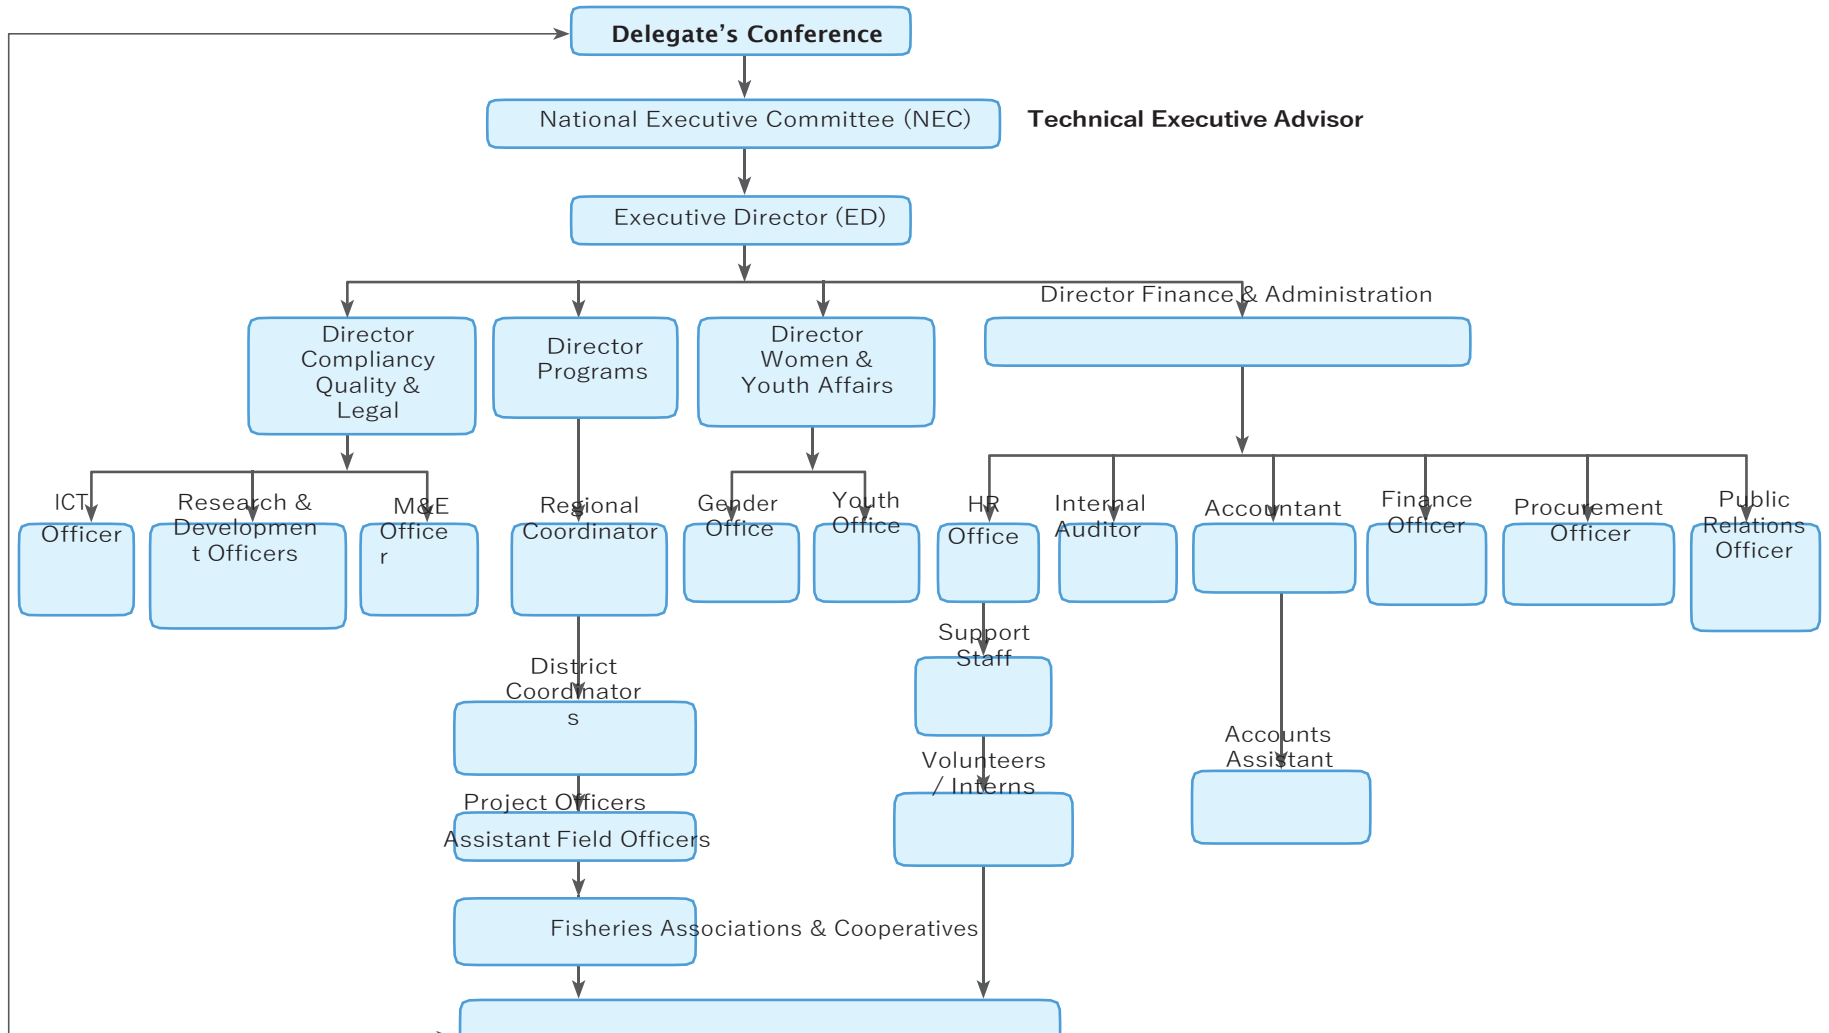 Delegate's Conference
National Executive Committee (NEC)
Technical Executive Advisor
Executive Director (ED)
Director Finance & Administration
Director
Compliancy
Quality &
Legal
Director
Programs
Director
Women &
Youth Affairs
ICT
Officer
Research &
Developmen
t Officers
M&E
Office
r
Regional
Coordinator
Gender
Office
Youth
Office
HR
Office
Internal
Auditor
Accountant
Finance
Officer
Procurement
Officer
Public
Relations
Officer
Support
Staff
District
Coordinator
s
Accounts
Assistant
Volunteers
/ Interns
Project Officers
Assistant Field Officers
Fisheries Associations & Cooperatives